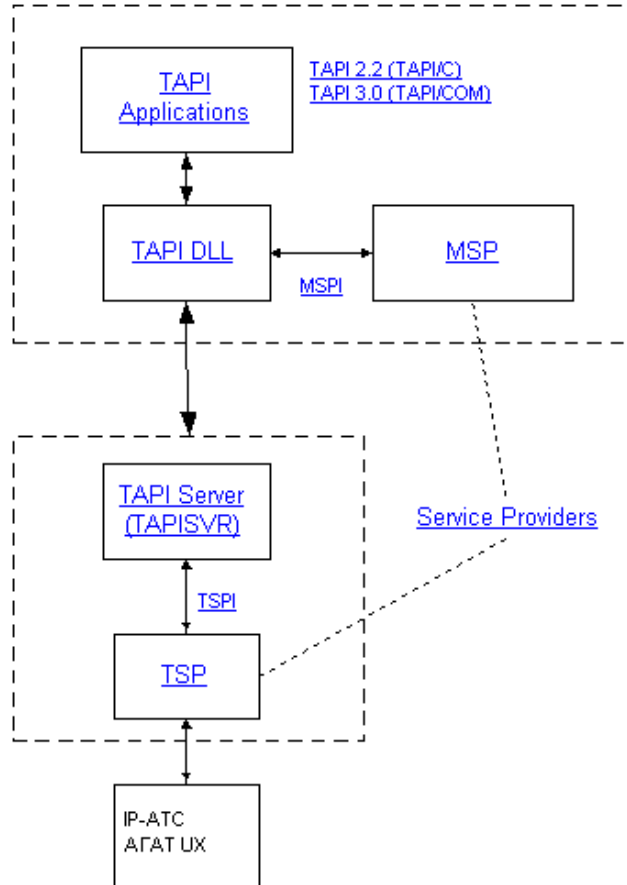 TAPI
Applications
TAPI 2.2 (TAPI/C)
TAPI 3.0 (TAPI/COM)
TAPI DLL
MSPI
MSP
TAPI Server
(TAPISVR)
Service Providers
TSPI
TSP
IP-АТС
АГАТ UX